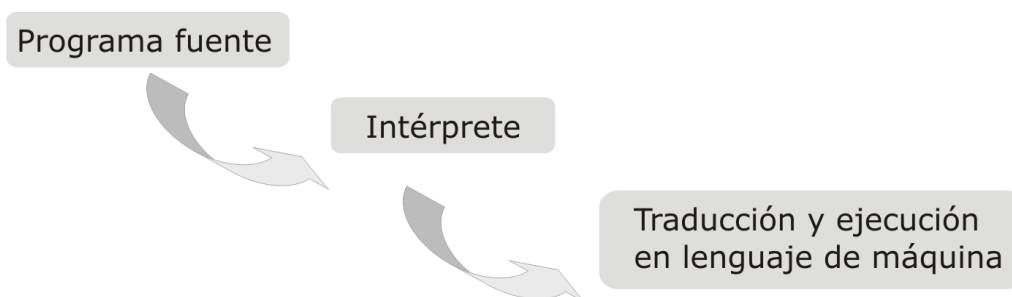 Programa fuente
Intérprete
Traducción y ejecución
en lenguaje de máquina